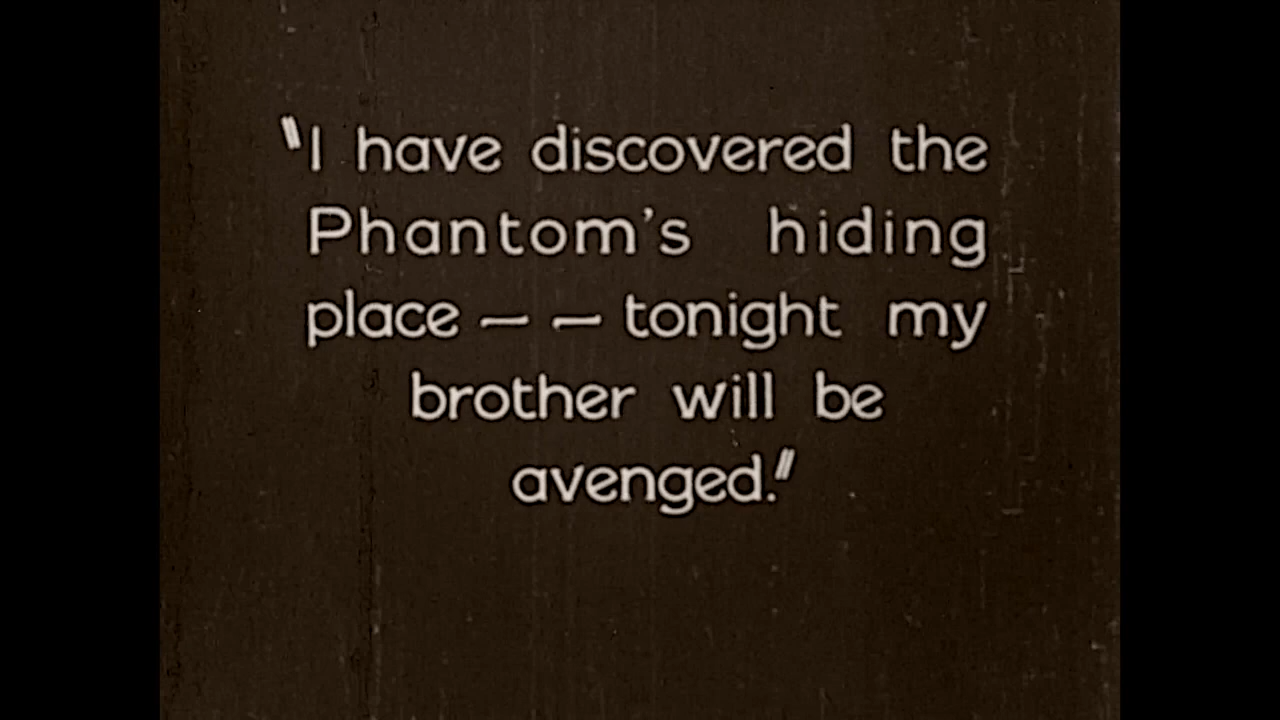 "I have discovered the
Phantom's hiding
place — — tonight my
brother will be
avenged."